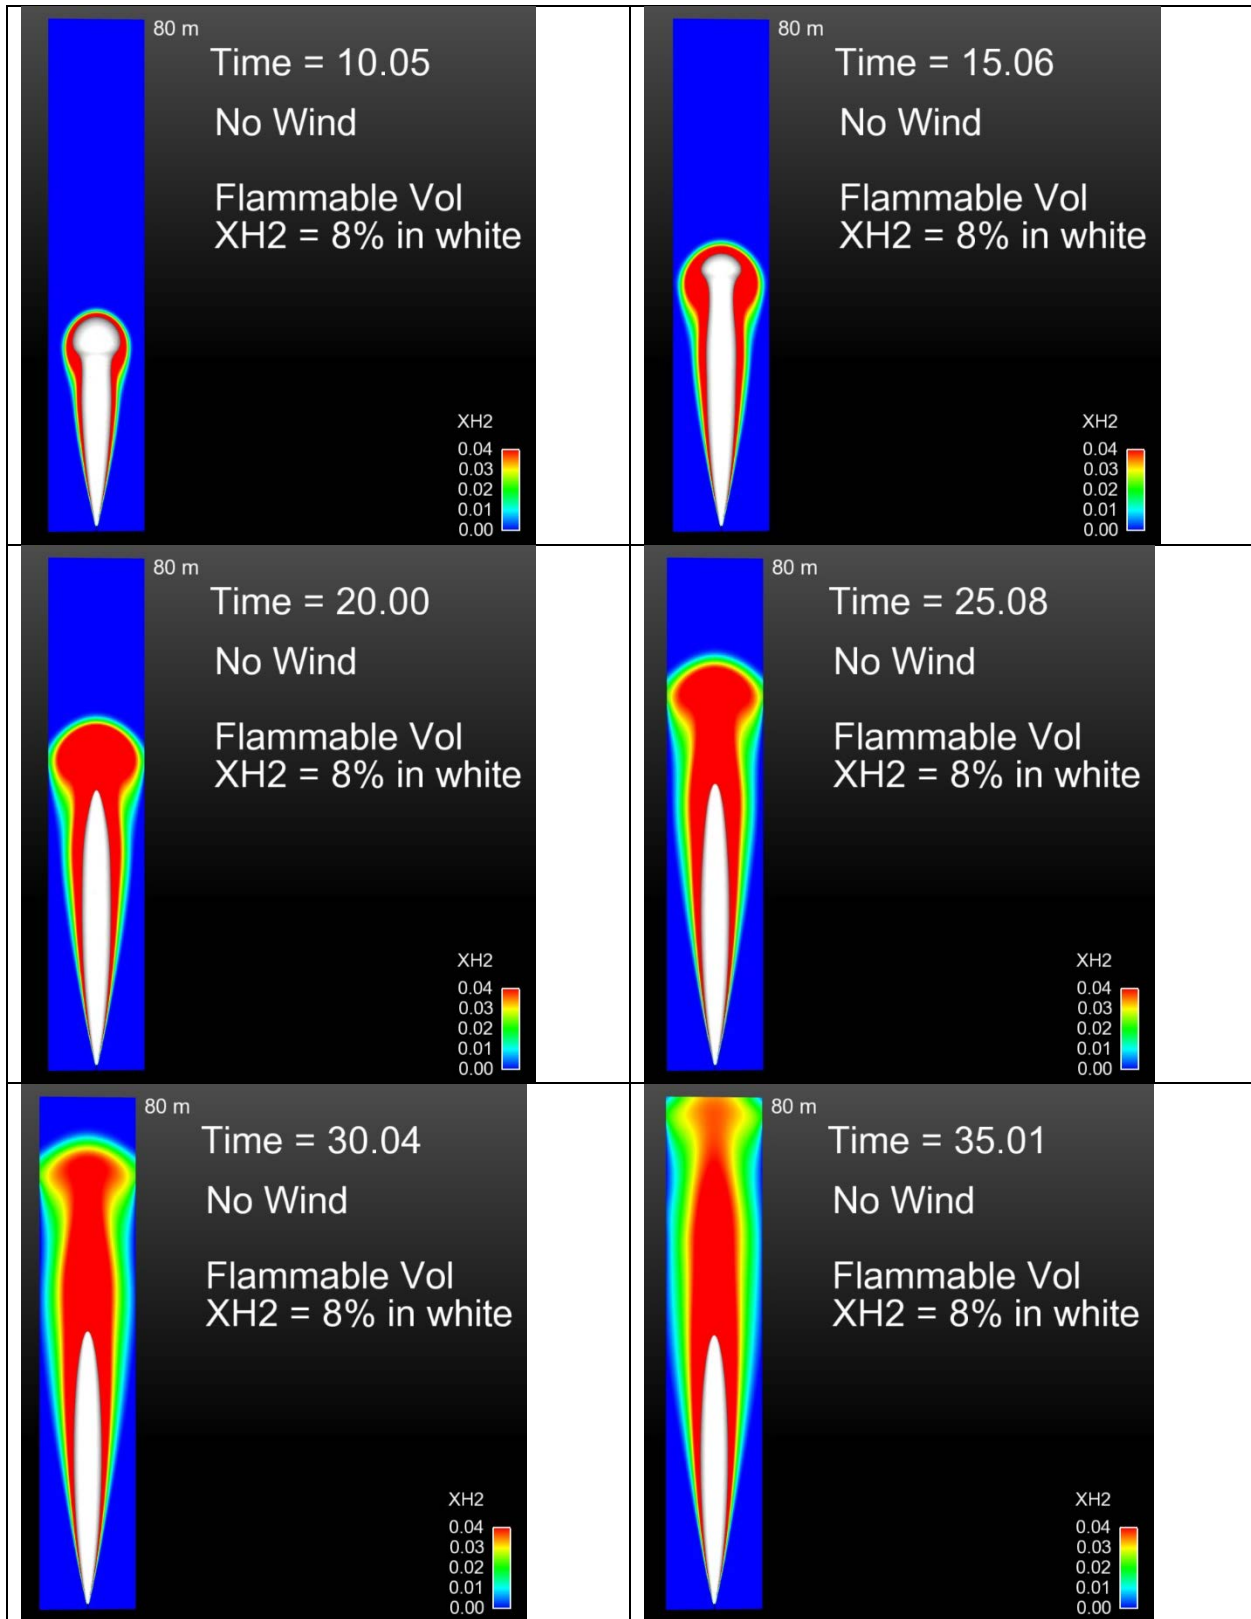 80 m
Time = 10.05
No Wind
Flammable Vol
XH2 = 8% in white
XH2
0.04
0.03
0.02
0.01
0.00
80 m
Time = 15.06
No Wind
Flammable Vol
XH2 = 8% in white
XH2
0.04
0.03
0.02
0.01
0.00
80 m
Time = 20.00
No Wind
Flammable Vol
XH2 = 8% in white
XH2
0.04
0.03
0.02
0.01
0.00
80 m
Time = 25.08
No Wind
Flammable Vol
XH2 = 8% in white
XH2
0.04
0.03
0.02
0.01
0.00
80 m
Time = 30.04
No Wind
Flammable Vol
XH2 = 8% in white
XH2
0.04
0.03
0.02
0.01
0.00
80 m
Time = 35.01
No Wind
Flammable Vol
XH2 = 8% in white
XH2
0.04
0.03
0.02
0.01
0.00